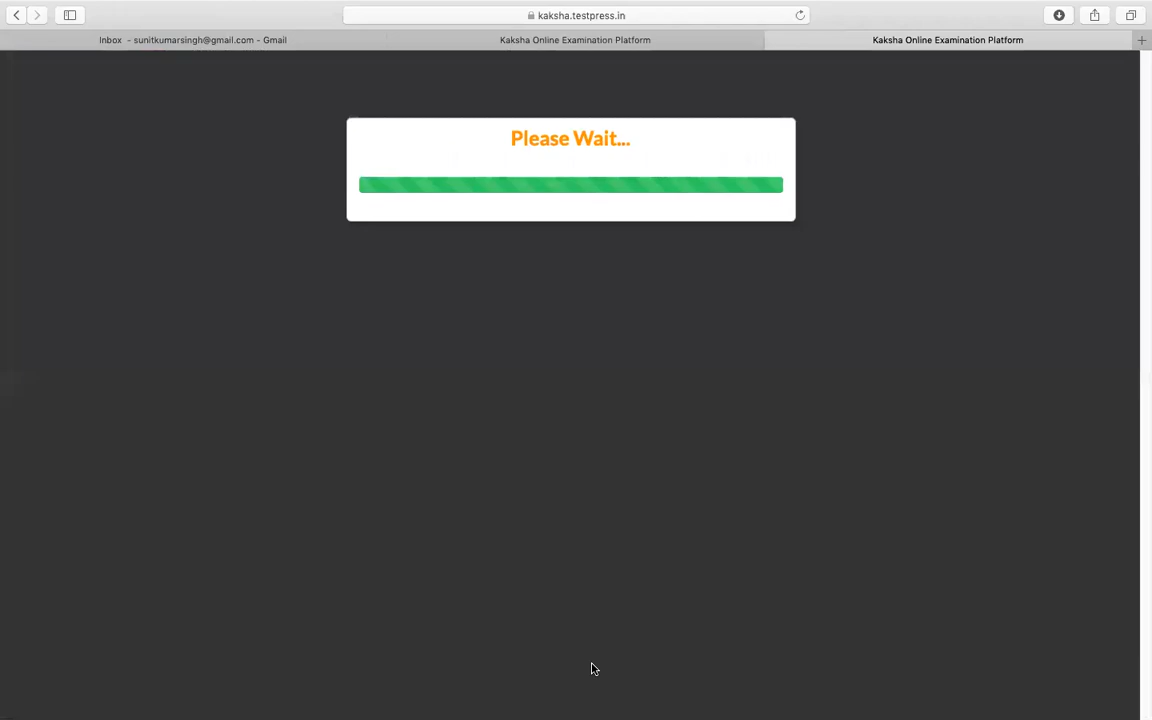 kaksha.testpress.in
Inbox - sunitkumarsingh@gmail.com - Gmail
Kaksha Online Examination Platform
Kaksha Online Examination Platform
Please Wait...